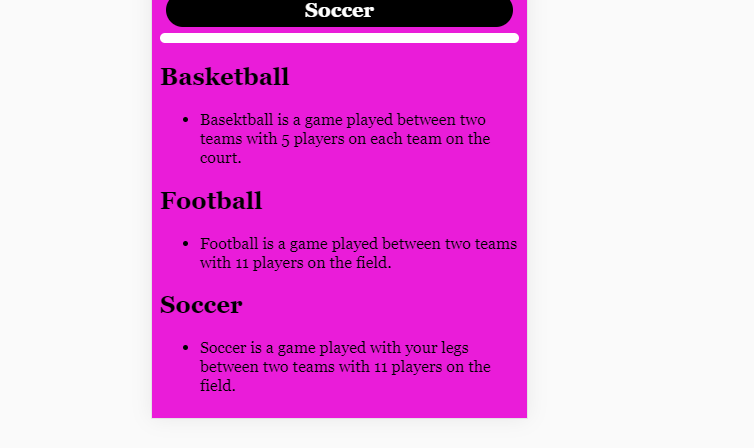 Soccer
Basketball
• Basektball is a game played between two
teams with 5 players on each team on the
court.
Football
• Football is a game played between two teams
with 11 players on the field.
Soccer
• Soccer is a game played with your legs
between two teams with 11 players on the
field.